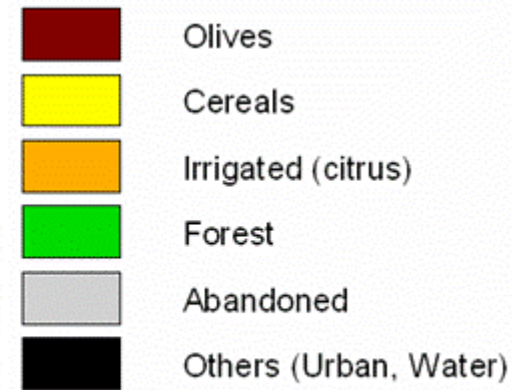 Olives
Cereals
Irrigated (citrus)
Forest
Abandoned
Others (Urban, Water)